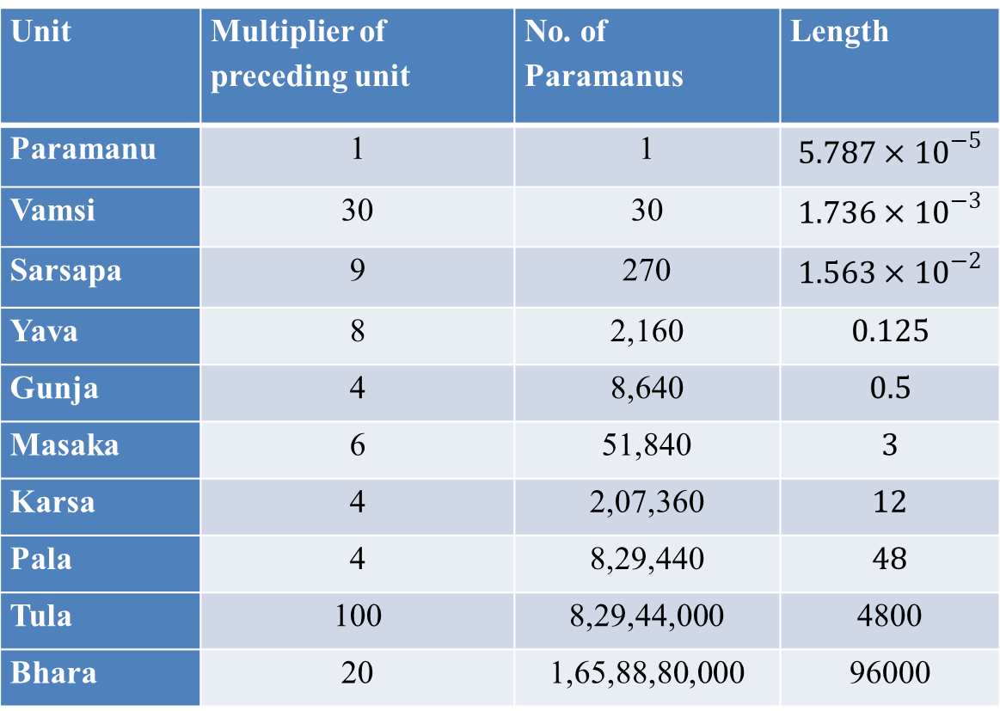 Unit Multiplier of preceding unit No. of Paramanus Length
Paramanu 1 1 5.787 × 10⁻⁵
Vamsi 30 30 1.736 × 10⁻³
Sarsapa 9 270 1.563 × 10⁻²
Yava 8 2,160 0.125
Gunja 4 8,640 0.5
Masaka 6 51,840 3
Karsa 4 2,07,360 12
Pala 4 8,29,440 48
Tula 100 8,29,44,000 4800
Bhara 20 1,65,88,80,000 96000